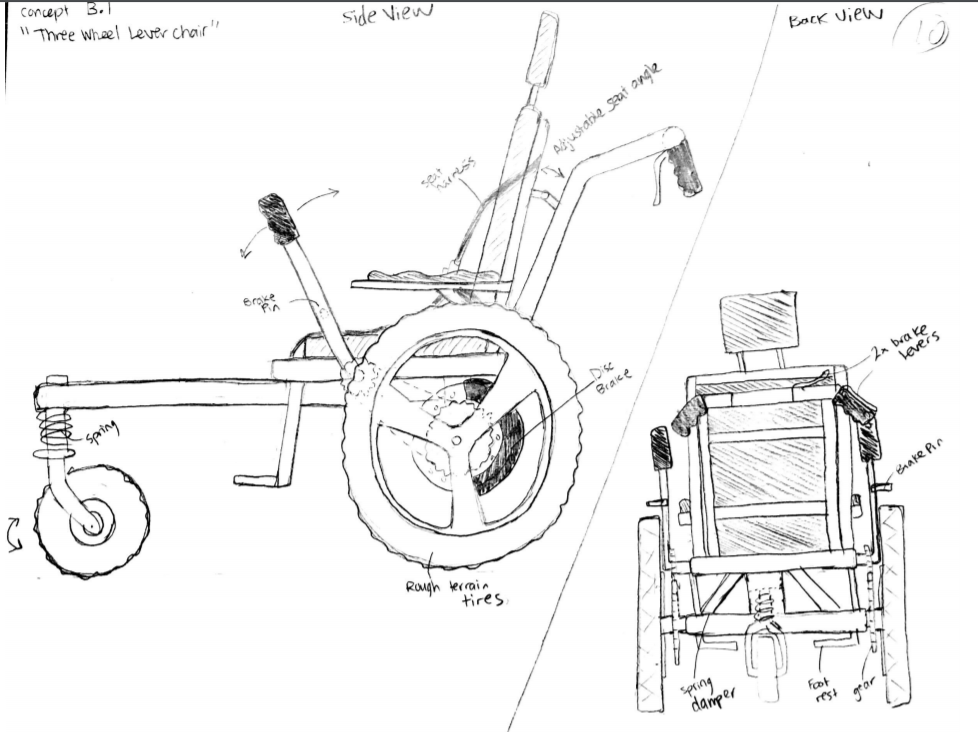 Concept 3.1
"Three Wheel Lever chair"
Side View
Back View
10
Adjustable seat angle
Seat
harness
Brake
Pin
Disc
Brake
Spring
Rough terrain
tires
2x brake
levers
Brake Pin
Spring
damper
Foot
rest
gear